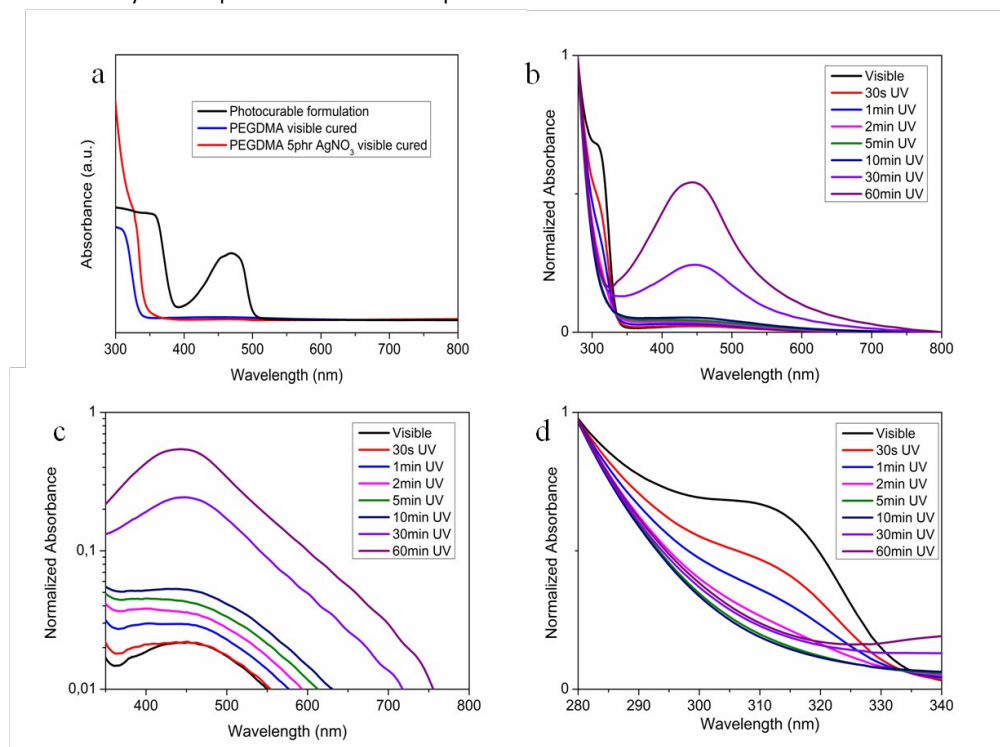 a
Absorbance (a.u.)
Photocurable formulation
PEGDMA visible cured
PEGDMA 5phr AgNO3 visible cured
300 400 500 600 700 800
Wavelength (nm)
b
Normalized Absorbance
1
0
Visible
30s UV
1min UV
2min UV
5min UV
10min UV
30min UV
60min UV
300 400 500 600 700 800
Wavelength (nm)
c
Normalized Absorbance
1
0,1
0,01
Visible
30s UV
1min UV
2min UV
5min UV
10min UV
30min UV
60min UV
400 500 600 700 800
Wavelength (nm)
d
Normalized Absorbance
1
0
Visible
30s UV
1min UV
2min UV
5min UV
10min UV
30min UV
60min UV
280 290 300 310 320 330 340
Wavelength (nm)